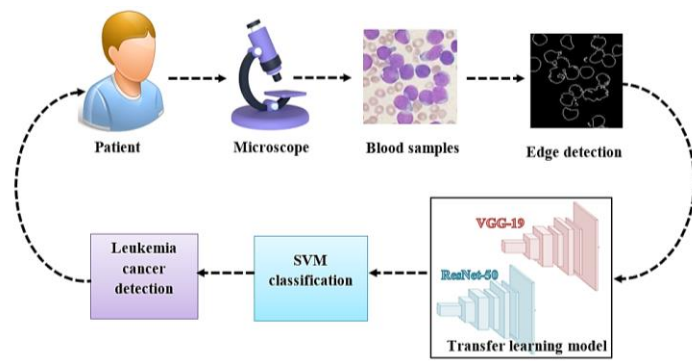 Patient
Microscope
Blood samples
Edge detection
VGG-19
ResNet-50
Transfer learning model
SVM
classification
Leukemia
cancer
detection